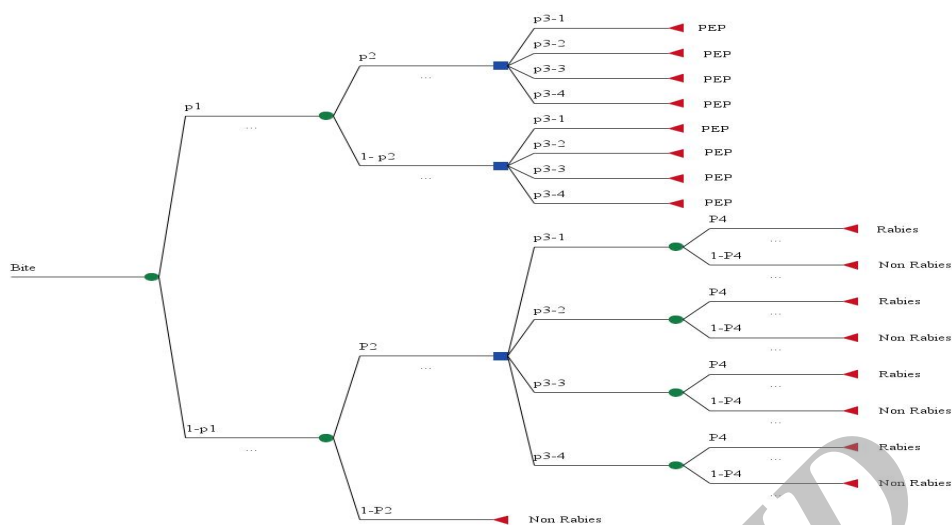 p3-1 PEP
p3-2 PEP
p2
...
p3-3 PEP
p3-4 PEP
p1
...
p3-1 PEP
p3-2 PEP
1- p2
...
p3-3 PEP
p3-4 PEP
Bite
p3-1
P4
...
Rabies
1-P4
...
Non Rabies
p3-2
P4
...
Rabies
1-P4
...
Non Rabies
P2
...
p3-3
P4
...
Rabies
1-P4
...
Non Rabies
1-p1
...
p3-4
P4
...
Rabies
1-P4
...
Non Rabies
1-P2
Non Rabies